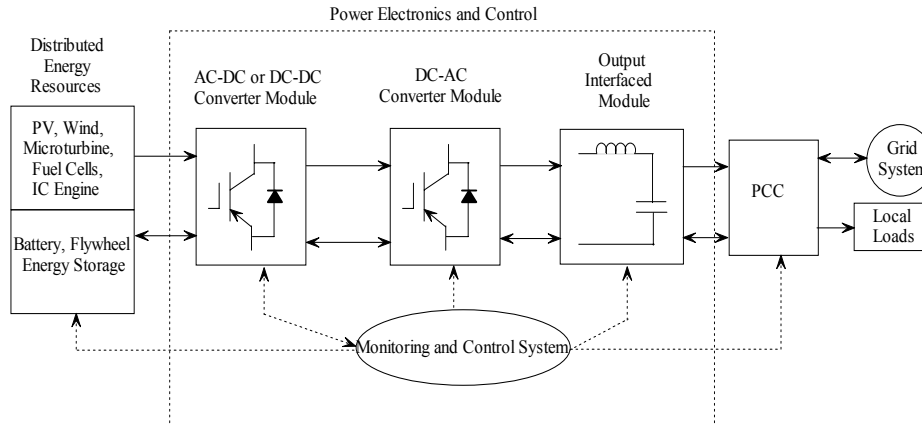 Power Electronics and Control
Distributed
Energy
Resources
AC-DC or DC-DC
Converter Module
DC-AC
Converter Module
Output
Interfaced
Module
PV, Wind,
Microturbine,
Fuel Cells,
IC Engine
Battery, Flywheel
Energy Storage
PCC
Grid
System
Local
Loads
Monitoring and Control System